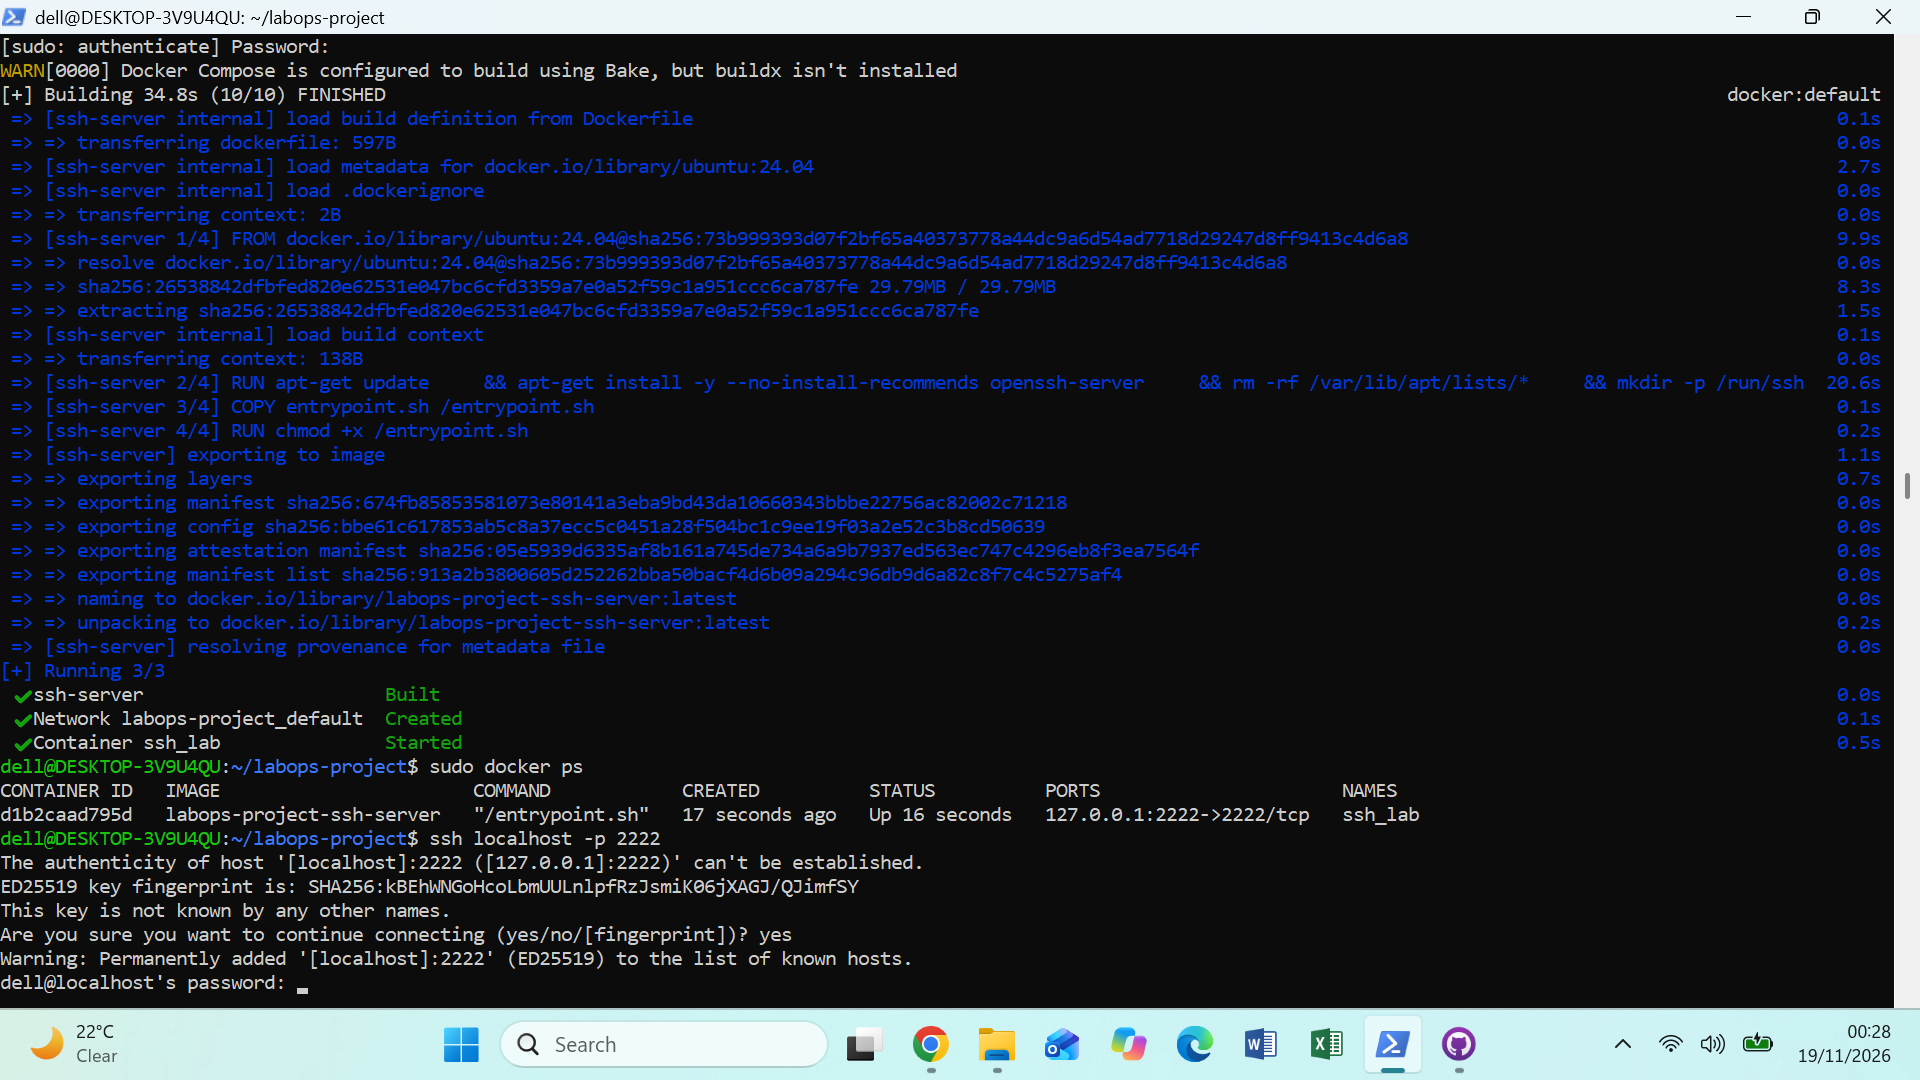 dell@DESKTOP-3V9U4QU: ~/labops-project
[sudo: authenticate] Password:
WARN[0000] Docker Compose is configured to build using Bake, but buildx isn't installed
[+] Building 34.8s (10/10) FINISHED docker:default
=> [ssh-server internal] load build definition from Dockerfile 0.1s
=> => transferring dockerfile: 597B 0.0s
=> [ssh-server internal] load metadata for docker.io/library/ubuntu:24.04 2.7s
=> [ssh-server internal] load .dockerignore 0.0s
=> => transferring context: 2B 0.0s
=> [ssh-server 1/4] FROM docker.io/library/ubuntu:24.04@sha256:73b999393d07f2bf65a40373778a44dc9a6d54ad7718d29247d8ff9413c4d6a8 9.9s
=> => resolve docker.io/library/ubuntu:24.04@sha256:73b999393d07f2bf65a40373778a44dc9a6d54ad7718d29247d8ff9413c4d6a8 0.0s
=> => sha256:26538842dfbfed820e62531e047bc6cfd3359a7e0a52f59c1a951ccc6ca787fe 29.79MB / 29.79MB 8.3s
=> => extracting sha256:26538842dfbfed820e62531e047bc6cfd3359a7e0a52f59c1a951ccc6ca787fe 1.5s
=> [ssh-server internal] load build context 0.1s
=> => transferring context: 138B 0.0s
=> [ssh-server 2/4] RUN apt-get update     && apt-get install -y --no-install-recommends openssh-server     && rm -rf /var/lib/apt/lists/*     && mkdir -p /run/ssh 20.6s
=> [ssh-server 3/4] COPY entrypoint.sh /entrypoint.sh 0.1s
=> [ssh-server 4/4] RUN chmod +x /entrypoint.sh 0.2s
=> [ssh-server] exporting to image 1.1s
=> => exporting layers 0.7s
=> => exporting manifest sha256:674fb85853581073e80141a3eba9bd43da10660343bbbe22756ac82002c71218 0.0s
=> => exporting config sha256:bbe61c617853ab5c8a37ecc5c0451a28f504bc1c9ee19f03a2e52c3b8cd50639 0.0s
=> => exporting attestation manifest sha256:05e5939d6335af8b161a745de734a6a9b7937ed563ec747c4296eb8f3ea7564f 0.0s
=> => exporting manifest list sha256:913a2b3800605d252262bba50bacf4d6b09a294c96db9d6a82c8f7c4c5275af4 0.0s
=> => naming to docker.io/library/labops-project-ssh-server:latest 0.0s
=> => unpacking to docker.io/library/labops-project-ssh-server:latest 0.2s
=> [ssh-server] resolving provenance for metadata file 0.0s
[+] Running 3/3
✔ssh-server Built 0.0s
✔Network labops-project_default Created 0.1s
✔Container ssh_lab Started 0.5s
dell@DESKTOP-3V9U4QU:~/labops-project$ sudo docker ps
CONTAINER ID   IMAGE   COMMAND   CREATED   STATUS   PORTS   NAMES
d1b2caad795d   labops-project-ssh-server   "/entrypoint.sh"   17 seconds ago   Up 16 seconds   127.0.0.1:2222->2222/tcp   ssh_lab
dell@DESKTOP-3V9U4QU:~/labops-project$ ssh localhost -p 2222
The authenticity of host '[localhost]:2222 ([127.0.0.1]:2222)' can't be established.
ED25519 key fingerprint is: SHA256:kBEhWNGoHcoLbmUULnlpfRzJsmiK06jXAGJ/QJimfSY
This key is not known by any other names.
Are you sure you want to continue connecting (yes/no/[fingerprint])? yes
Warning: Permanently added '[localhost]:2222' (ED25519) to the list of known hosts.
dell@localhost's password:
22°C
Clear
Search
00:28
19/11/2026